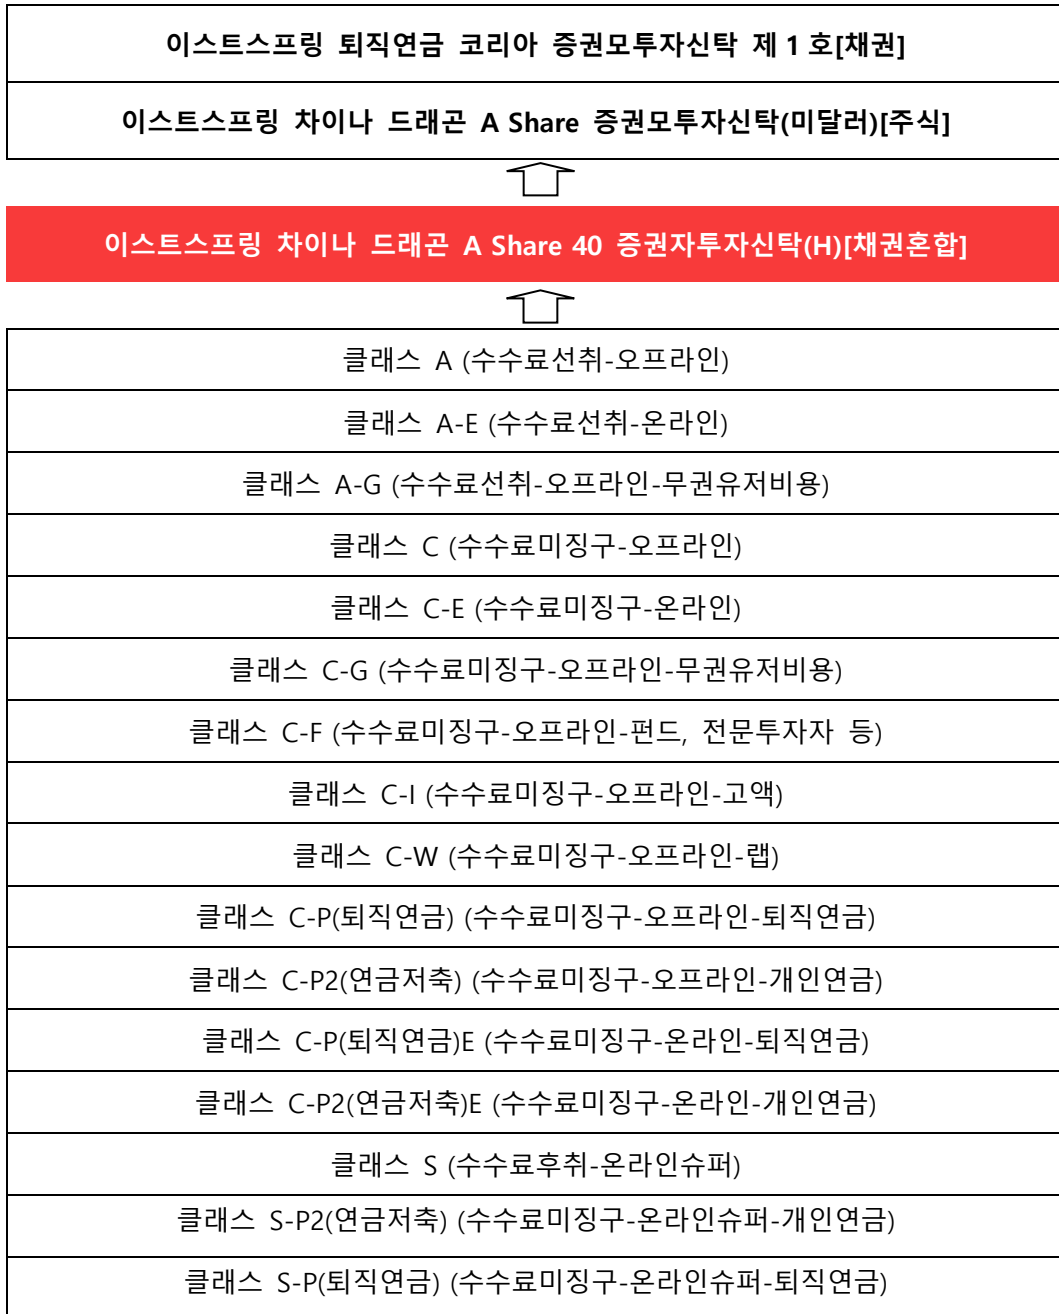 이스트스프링 퇴직연금 코리아 증권모투자신탁 제 1 호[채권]
이스트스프링 차이나 드래곤 A Share 증권모투자신탁(미달러)[주식]
이스트스프링 차이나 드래곤 A Share 40 증권자투자신탁(H)[채권혼합]
클래스 A (수수료선취-오프라인)
클래스 A-E (수수료선취-온라인)
클래스 A-G (수수료선취-오프라인-무권유저비용)
클래스 C (수수료미징구-오프라인)
클래스 C-E (수수료미징구-온라인)
클래스 C-G (수수료미징구-오프라인-무권유저비용)
클래스 C-F (수수료미징구-오프라인-펀드, 전문투자자 등)
클래스 C-I (수수료미징구-오프라인-고액)
클래스 C-W (수수료미징구-오프라인-랩)
클래스 C-P(퇴직연금) (수수료미징구-오프라인-퇴직연금)
클래스 C-P2(연금저축) (수수료미징구-오프라인-개인연금)
클래스 C-P(퇴직연금)E (수수료미징구-온라인-퇴직연금)
클래스 C-P2(연금저축)E (수수료미징구-온라인-개인연금)
클래스 S (수수료후취-온라인슈퍼)
클래스 S-P2(연금저축) (수수료미징구-온라인슈퍼-개인연금)
클래스 S-P(퇴직연금) (수수료미징구-온라인슈퍼-퇴직연금)